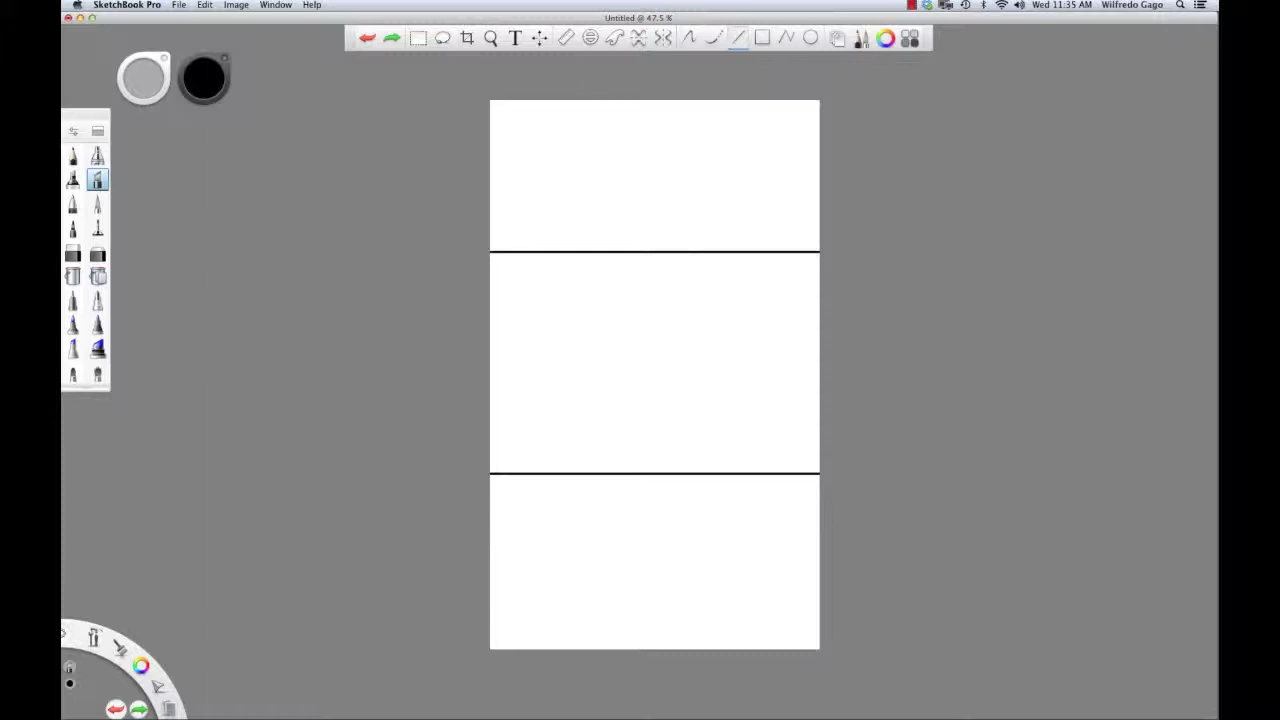 SketchBook Pro File Edit Image Window Help Wed 11:35 AM Wilfredo Gago
Untitled @ 47.5 %
T